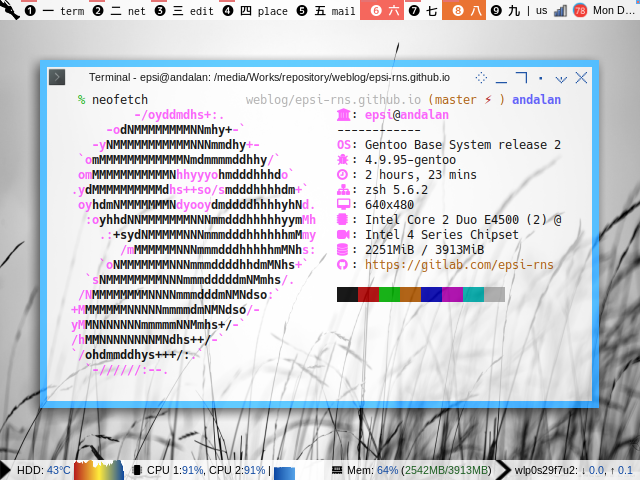 ❶ 一 term ❷ 二 net ❸ 三 edit ❹ 四 place ❺ 五 mail ❻ 六 ❼ 七 ❽ 八 ❾ 九 | us 78 Mon D...
Terminal - epsi@andalan: /media/Works/repository/weblog/epsi-rns.github.io
% neofetch weblog/epsi-rns.github.io (master ⚡ ) andalan
-/oyddmdhs+:.
epsi@andalan
-odNMMMMMMMMNNmhy+-`
------------
-yNMMMMMMMMMMMNNNmmdhy+-
OS: Gentoo Base System release 2
`omMMMMMMMMMMMMNmdmmmmddhhy/`
: 4.9.95-gentoo
omMMMMMMMMMMMNhhyyyohmdddhhhdo`
: 2 hours, 23 mins
.ydMMMMMMMMMMdhs++so/smdddhhhhdm+`
: zsh 5.6.2
oyhdmNMMMMMMMNdyooydmddddhhhhyhNd.
: 640x480
:oyhhdNNMMMMMMMNNNmmdddhhhhhyymMh
: Intel Core 2 Duo E4500 (2) @
.:+sydNMMMMMNNNmmmdddhhhhhhmMmy
: Intel 4 Series Chipset
/mMMMMMMNNNmmmdddhhhhhmMNhs:
: 2251MiB / 3913MiB
`oNMMMMMMMNNNmmmddddhhdmMNhs+`
: https://gitlab.com/epsi-rns
`sNMMMMMMMMNNNmmmdddddmNMmhs/.
/NMMMMMMMMNNNNmmmdddmNMNdso:`
+MMMMMMMNNNNNmmmmdmNMNdso/-
yMMNNNNNNNmmmmmNNMmhs+/-`
/hMMNNNNNNNNMNdhs++/-`
`/ohdmmddhys+++/:.`
`-//////:--.
HDD: 43°C CPU 1:91%, CPU 2:91% | Mem: 64% (2542MB/3913MB) wlp0s29f7u2: ↓ 0.0, ↑ 0.1